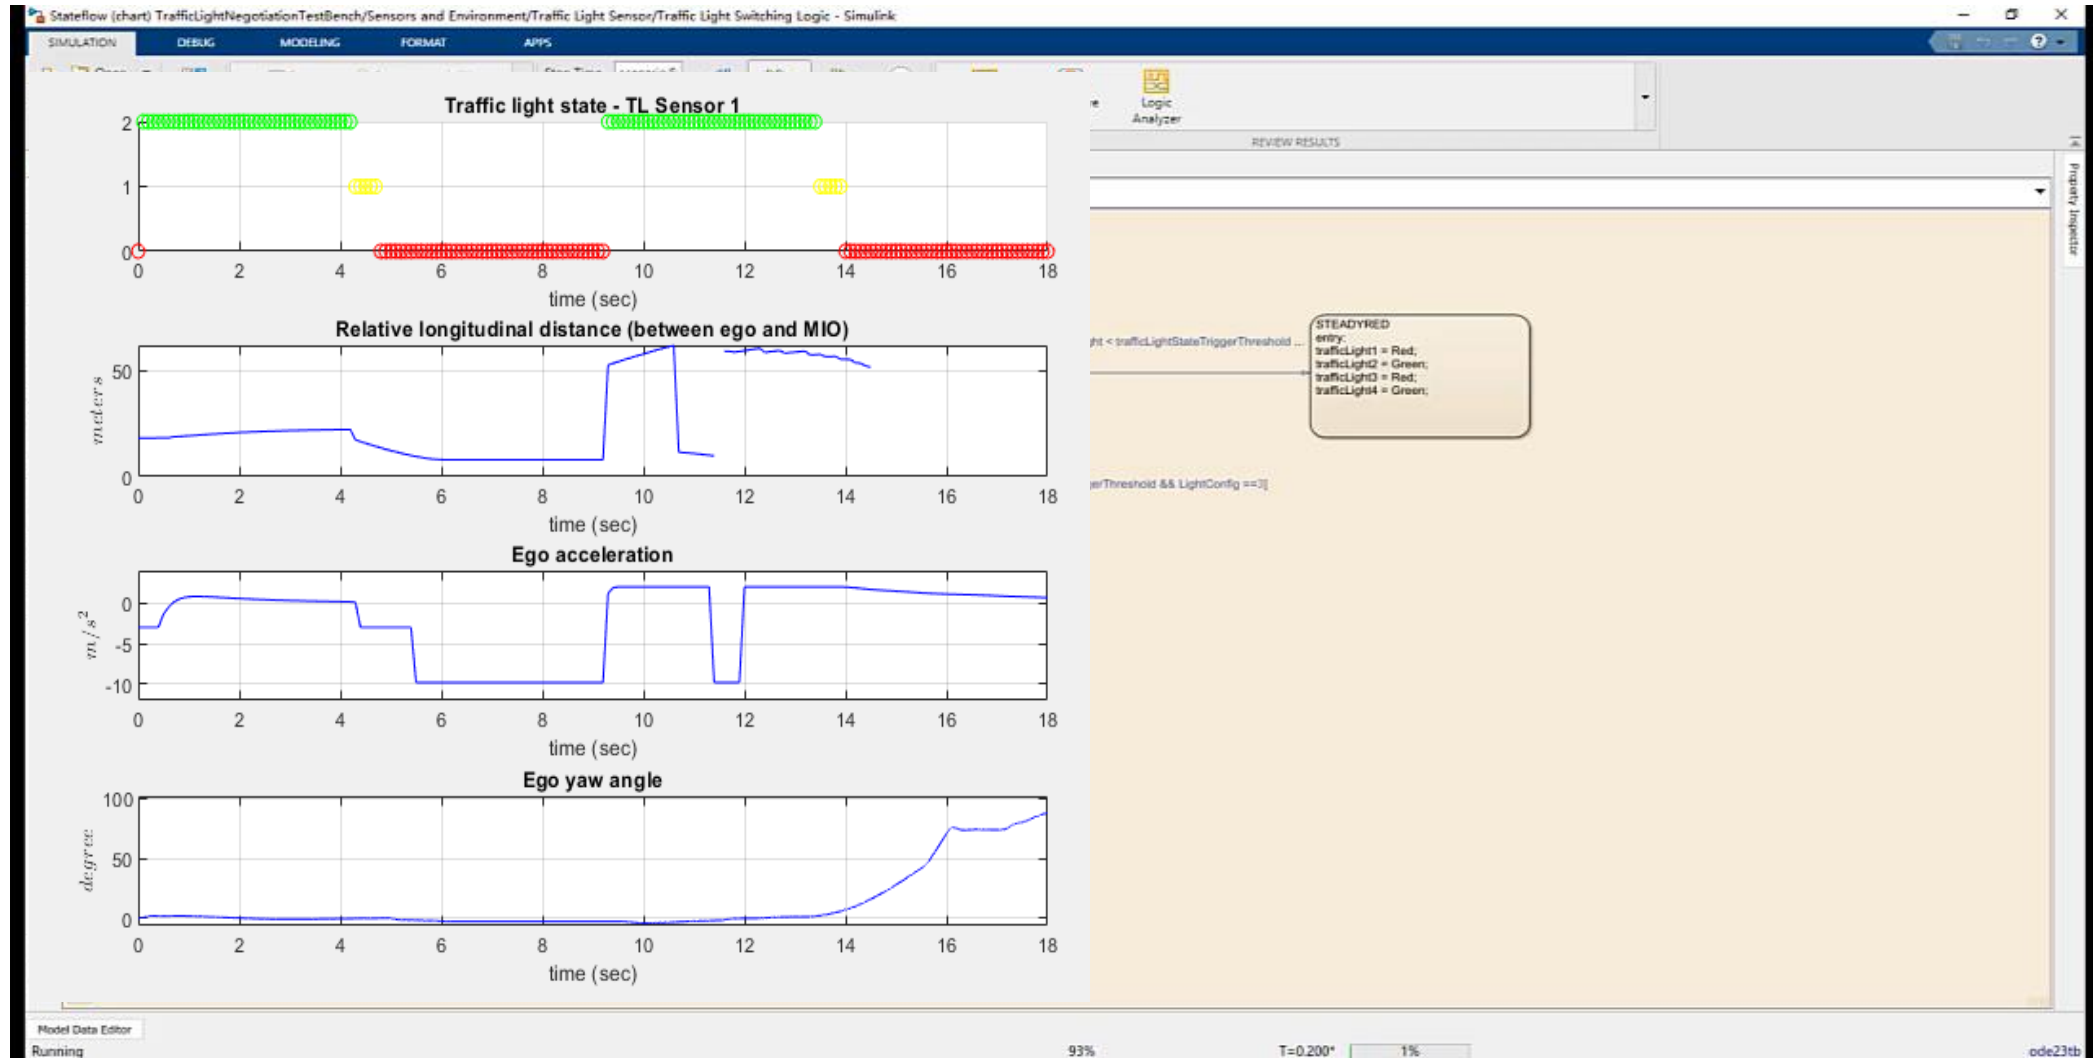 Stateflow (chart) TrafficLightNegotiationTestBench/Sensors and Environment/Traffic Light Sensor/Traffic Light Switching Logic - Simulink
SIMULATION DEBUG MODELING FORMAT APPS
Logic
Analyzer
REVIEW RESULTS
Property Inspector
Traffic light state - TL Sensor 1
2
1
0
0 2 4 6 8 10 12 14 16 18
time (sec)
Relative longitudinal distance (between ego and MIO)
50
0
meters
0 2 4 6 8 10 12 14 16 18
time (sec)
Ego acceleration
0
-5
-10
m/s²
0 2 4 6 8 10 12 14 16 18
time (sec)
Ego yaw angle
100
50
0
degree
0 2 4 6 8 10 12 14 16 18
time (sec)
< trafficLightStateTriggerThreshold ...
STEADYRED
entry:
trafficLight1 = Red;
trafficLight2 = Green;
trafficLight3 = Red;
trafficLight4 = Green;
&& LightConfig ==3]
Model Data Editor
Running 93% T=0.200* 1% ode23tb